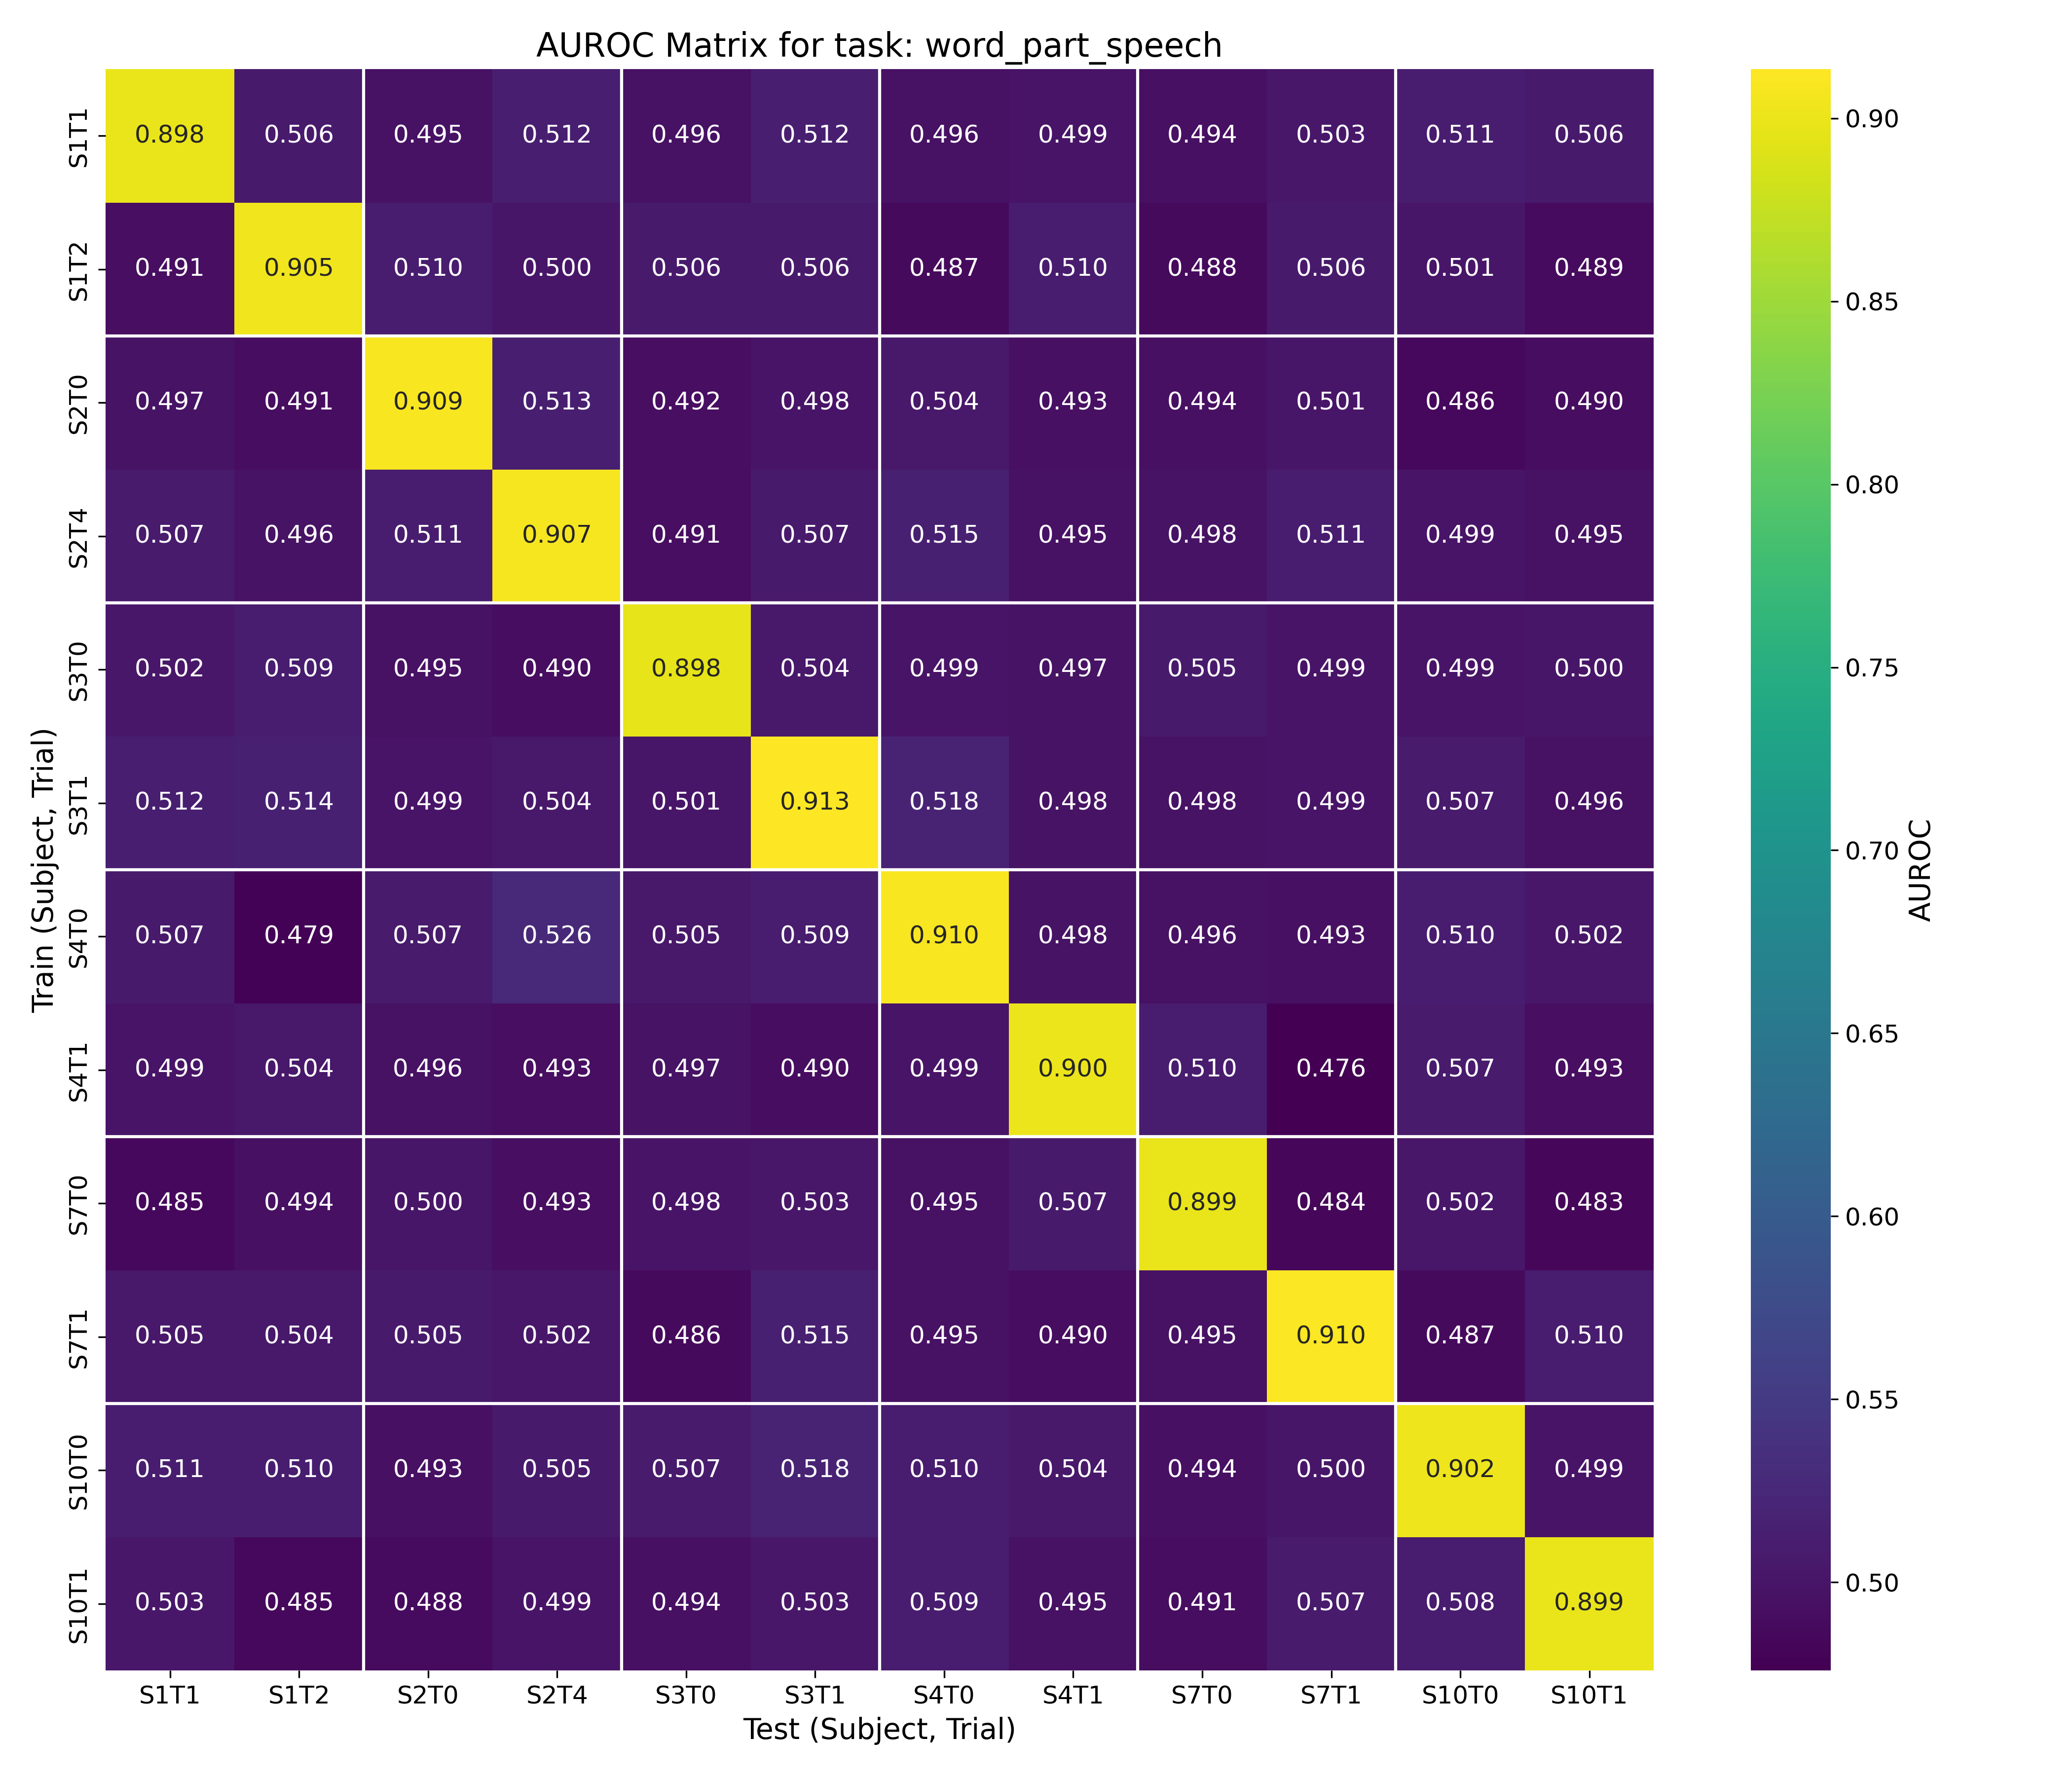 AUROC Matrix for task: word_part_speech
S1T1 0.898 0.506 0.495 0.512 0.496 0.512 0.496 0.499 0.494 0.503 0.511 0.506
S1T2 0.491 0.905 0.510 0.500 0.506 0.506 0.487 0.510 0.488 0.506 0.501 0.489
S2T0 0.497 0.491 0.909 0.513 0.492 0.498 0.504 0.493 0.494 0.501 0.486 0.490
S2T4 0.507 0.496 0.511 0.907 0.491 0.507 0.515 0.495 0.498 0.511 0.499 0.495
S3T0 0.502 0.509 0.495 0.490 0.898 0.504 0.499 0.497 0.505 0.499 0.499 0.500
S3T1 0.512 0.514 0.499 0.504 0.501 0.913 0.518 0.498 0.498 0.499 0.507 0.496
S4T0 0.507 0.479 0.507 0.526 0.505 0.509 0.910 0.498 0.496 0.493 0.510 0.502
S4T1 0.499 0.504 0.496 0.493 0.497 0.490 0.499 0.900 0.510 0.476 0.507 0.493
S7T0 0.485 0.494 0.500 0.493 0.498 0.503 0.495 0.507 0.899 0.484 0.502 0.483
S7T1 0.505 0.504 0.505 0.502 0.486 0.515 0.495 0.490 0.495 0.910 0.487 0.510
S10T0 0.511 0.510 0.493 0.505 0.507 0.518 0.510 0.504 0.494 0.500 0.902 0.499
S10T1 0.503 0.485 0.488 0.499 0.494 0.503 0.509 0.495 0.491 0.507 0.508 0.899
S1T1 S1T2 S2T0 S2T4 S3T0 S3T1 S4T0 S4T1 S7T0 S7T1 S10T0 S10T1
Test (Subject, Trial)
Train (Subject, Trial)
0.90
0.85
0.80
0.75
0.70
0.65
0.60
0.55
0.50
AUROC